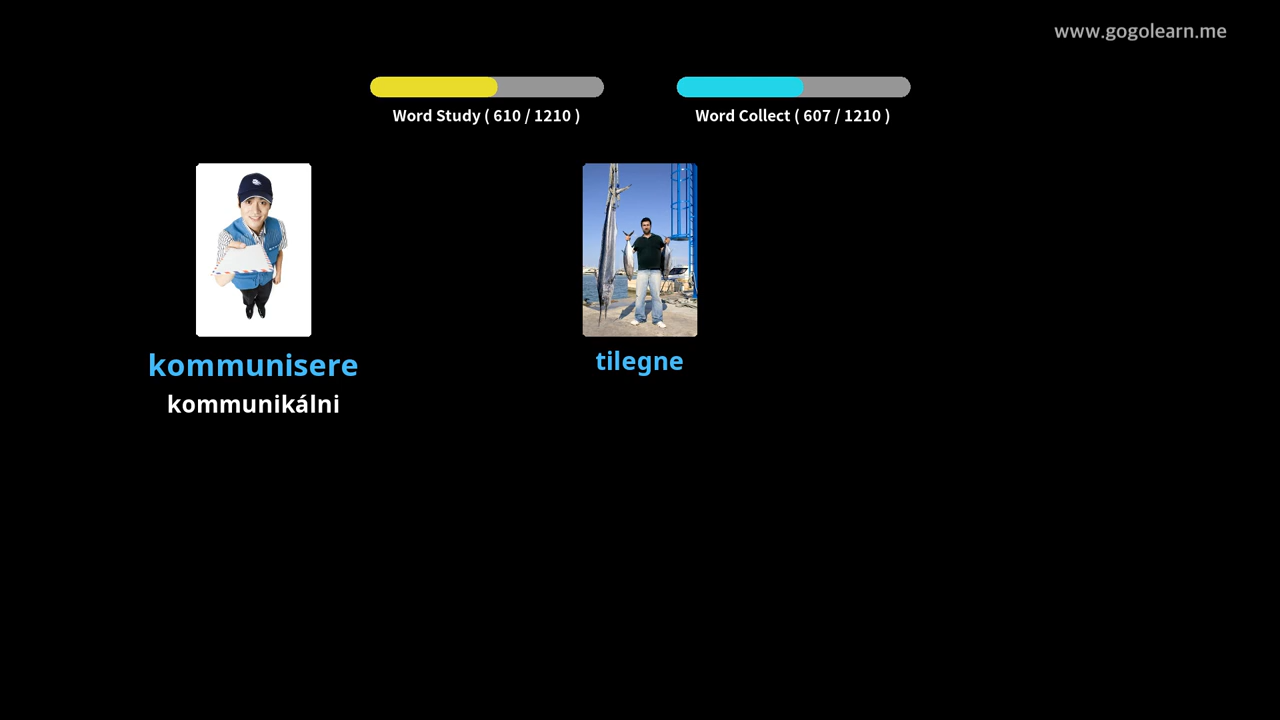 www.gogolearn.me
Word Study ( 610 / 1210 )
Word Collect ( 607 / 1210 )
kommunisere
kommunikálni
tilegne